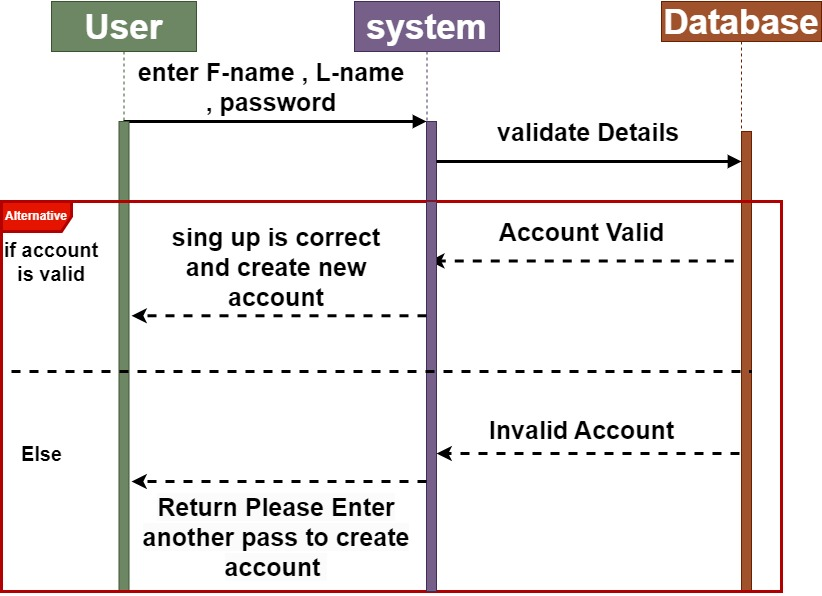 User
system
Database
enter F-name , L-name
, password
validate Details
Alternative
if account
is valid
sing up is correct
and create new
account
Account Valid
Else
Invalid Account
Return Please Enter
another pass to create
account